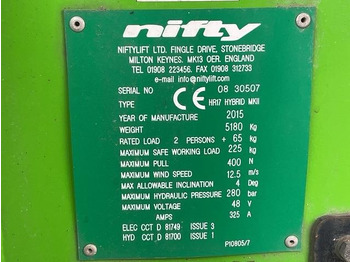 nifty
NIFTYLIFT LTD. FINGLE DRIVE, STONEBRIDGE
MILTON KEYNES. MK13 OER. ENGLAND
TEL 01908 223456. FAX 01908 312733
e-mail info@niftylift.com
SERIAL NO 08 30507
TYPE CE HR17 HYBRID MKII
YEAR OF MANUFACTURE 2015
WEIGHT 5180 Kg
RATED LOAD 2 PERSONS + 65 Kg
MAXIMUM SAFE WORKING LOAD 225 Kg
MAXIMUM PULL 400 N
MAXIMUM WIND SPEED 12.5 m/s
MAX ALLOWABLE INCLINATION 4 Deg
MAXIMUM HYDRAULIC PRESSURE 280 bar
MAXIMUM VOLTAGE 48 V
AMPS 325 A
ELEC CCT D 81749 ISSUE 3
HYD CCT D 81700 ISSUE 1
P10805/7